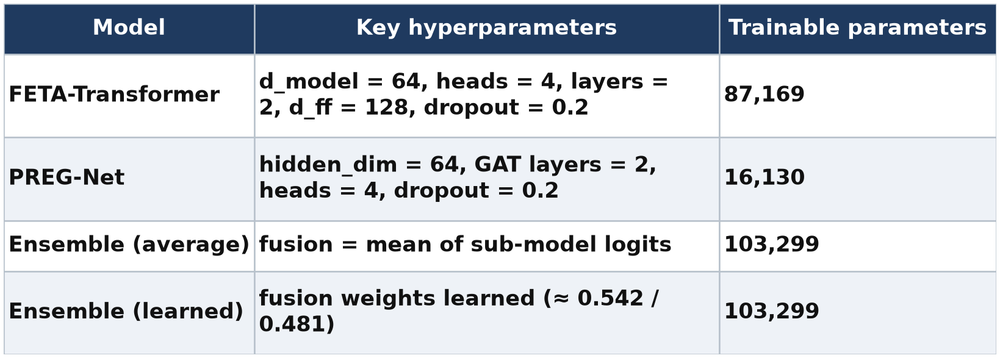 Model Key hyperparameters Trainable parameters
FETA-Transformer
d_model = 64, heads = 4, layers =
2, d_ff = 128, dropout = 0.2
87,169
PREG-Net
hidden_dim = 64, GAT layers = 2,
heads = 4, dropout = 0.2
16,130
Ensemble (average) fusion = mean of sub-model logits 103,299
Ensemble (learned)
fusion weights learned (≈ 0.542 /
0.481)
103,299